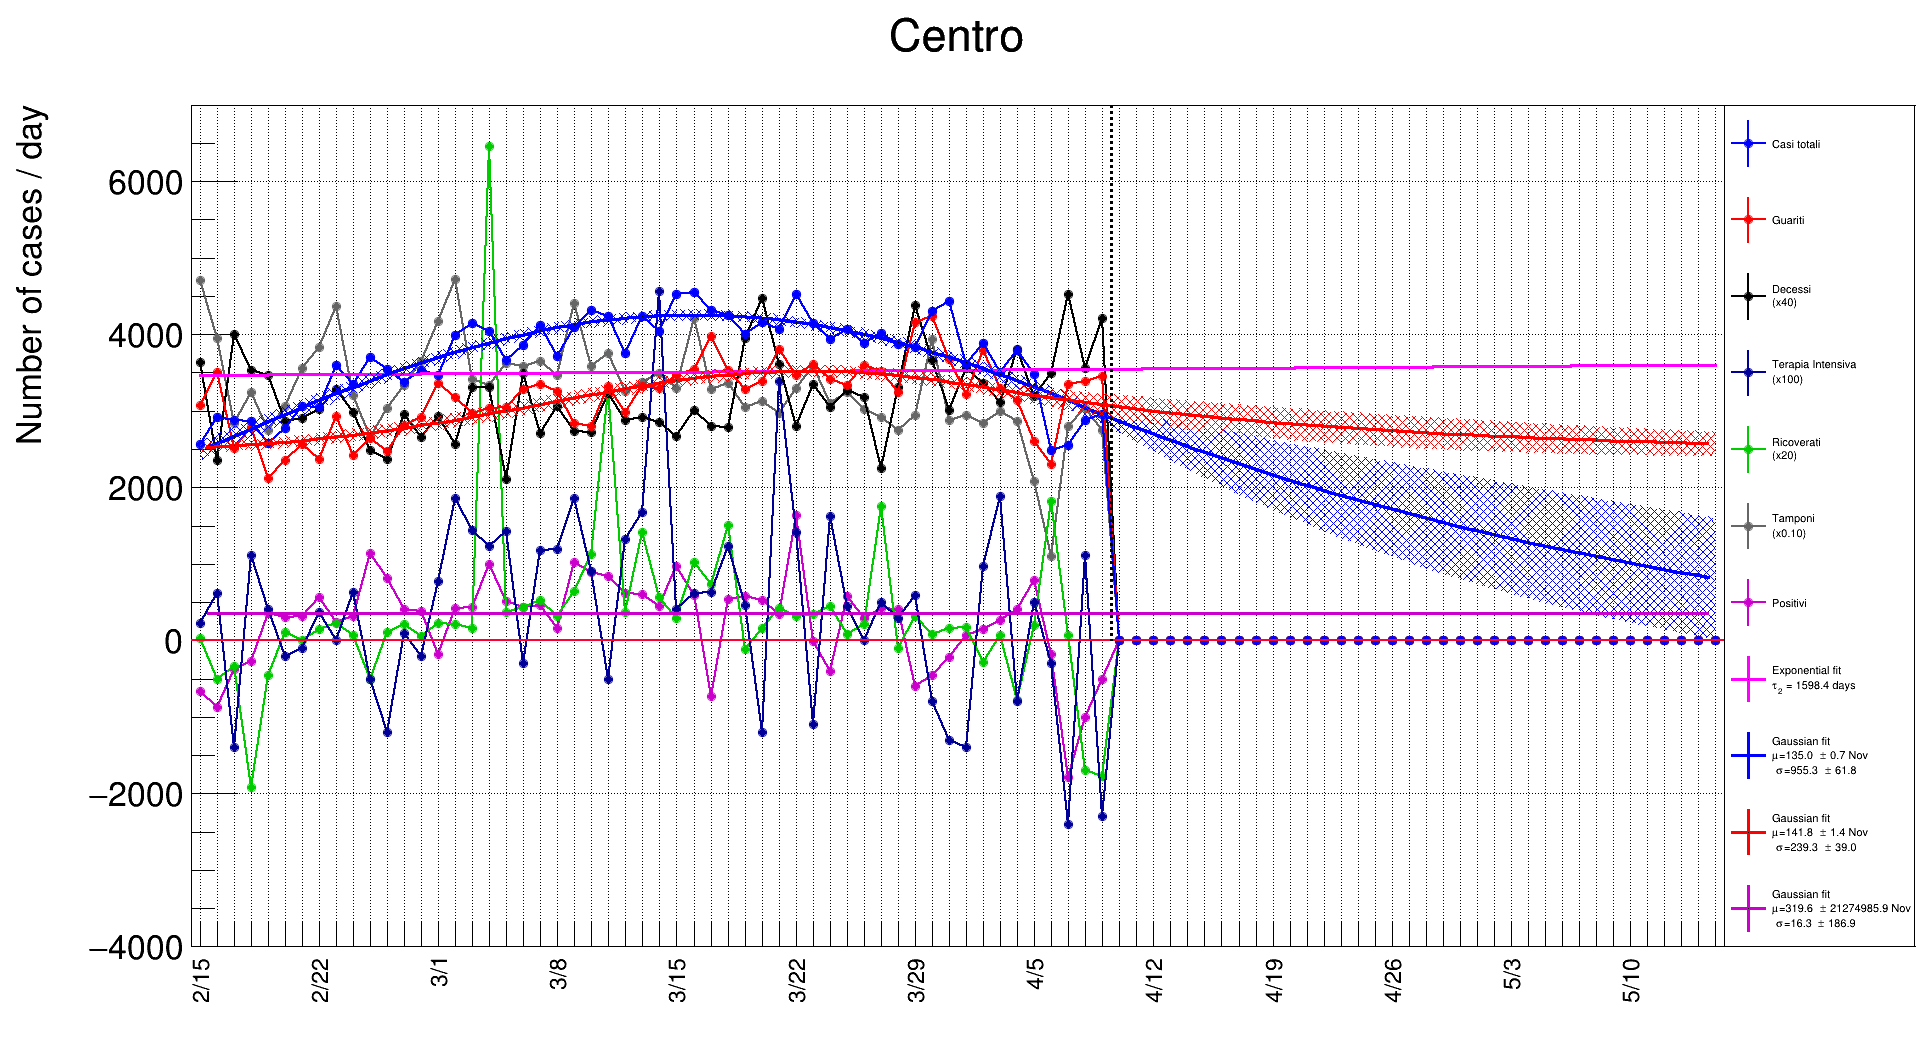 Centro
Number of cases / day
6000
4000
2000
0
−2000
−4000
2/15
2/22
3/1
3/8
3/15
3/22
3/29
4/5
4/12
4/19
4/26
5/3
5/10
Casi totali
Guariti
Decessi
(x40)
Terapia Intensiva
(x100)
Ricoverati
(x20)
Tamponi
(x0.10)
Positivi
Exponential fit
τ2 = 1598.4 days
Gaussian fit
μ=135.0 ± 0.7 Nov
σ=955.3 ± 61.8
Gaussian fit
μ=141.8 ± 1.4 Nov
σ=239.3 ± 39.0
Gaussian fit
μ=319.6 ± 21274985.9 Nov
σ=16.3 ± 186.9